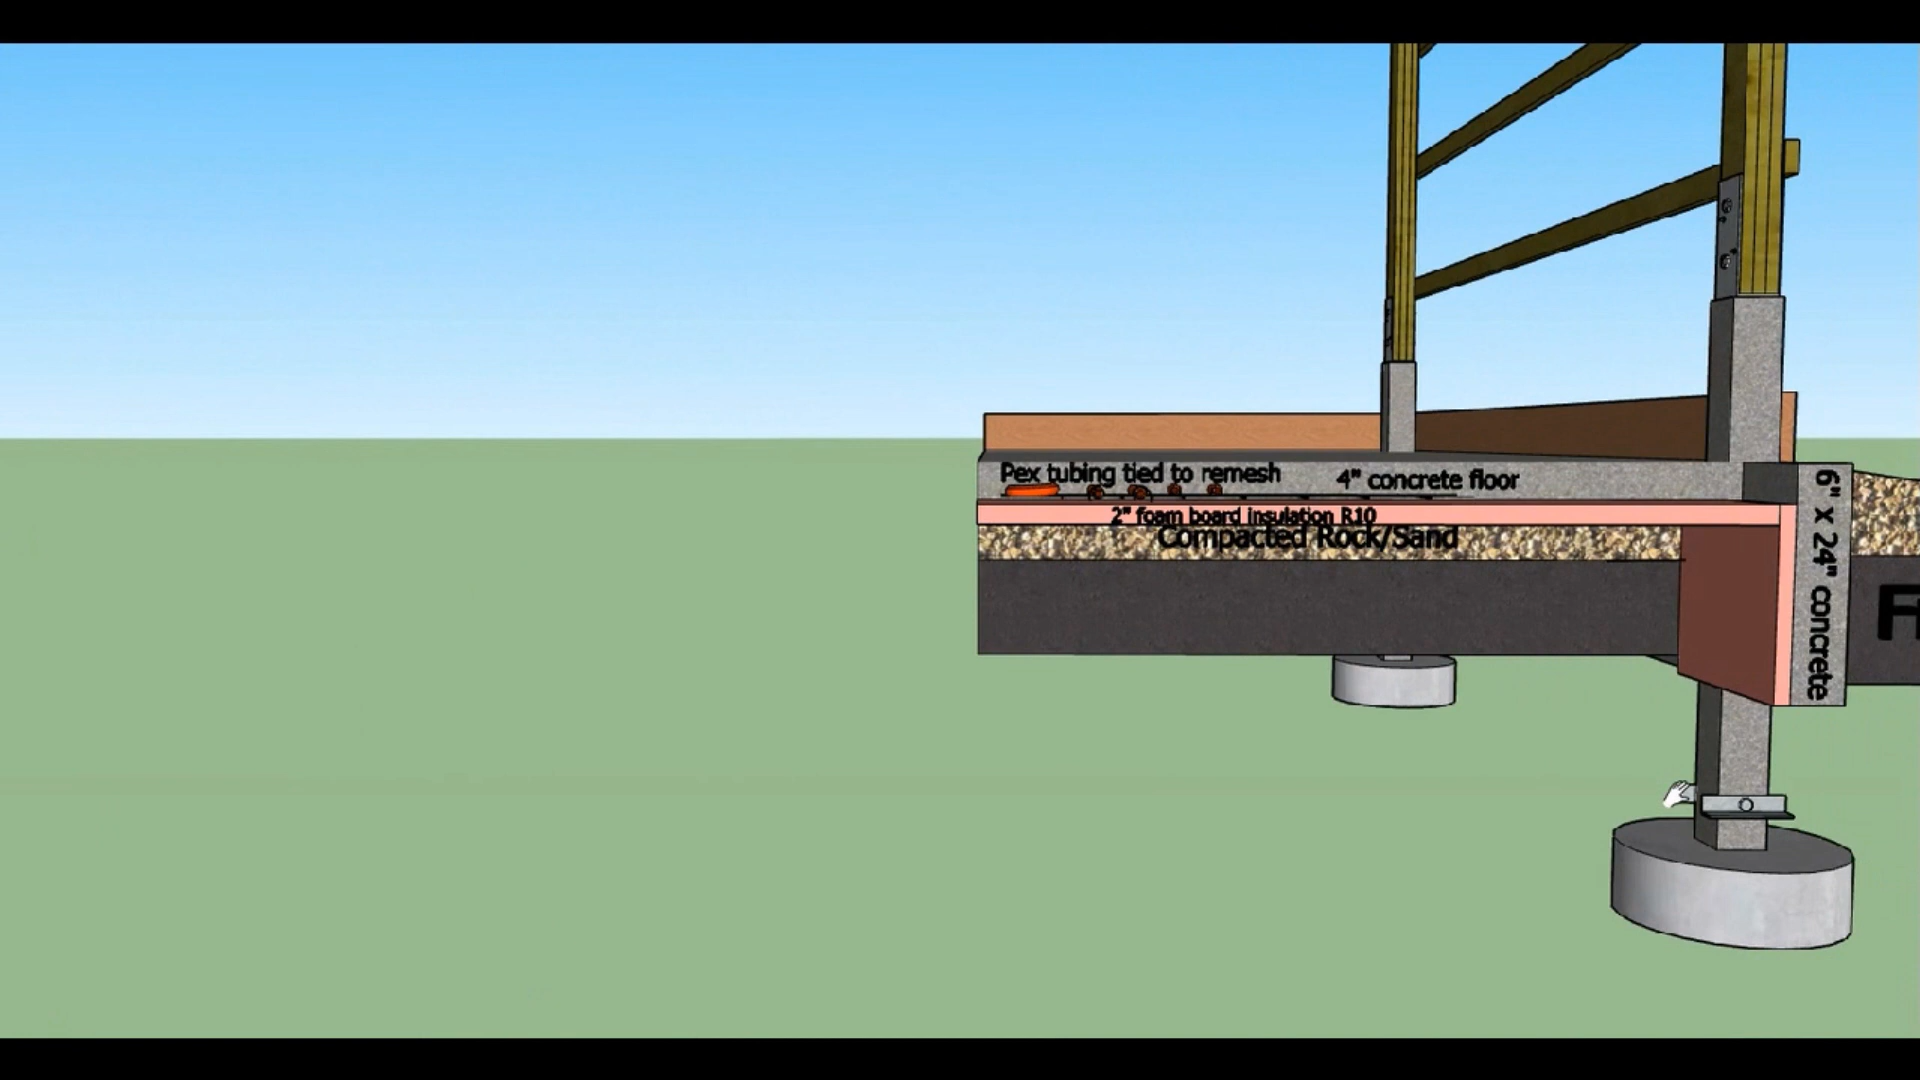 Pex tubing tied to remesh
4" concrete floor
2" foam board insulation R10
Compacted Rock/Sand
6" x 24" concrete